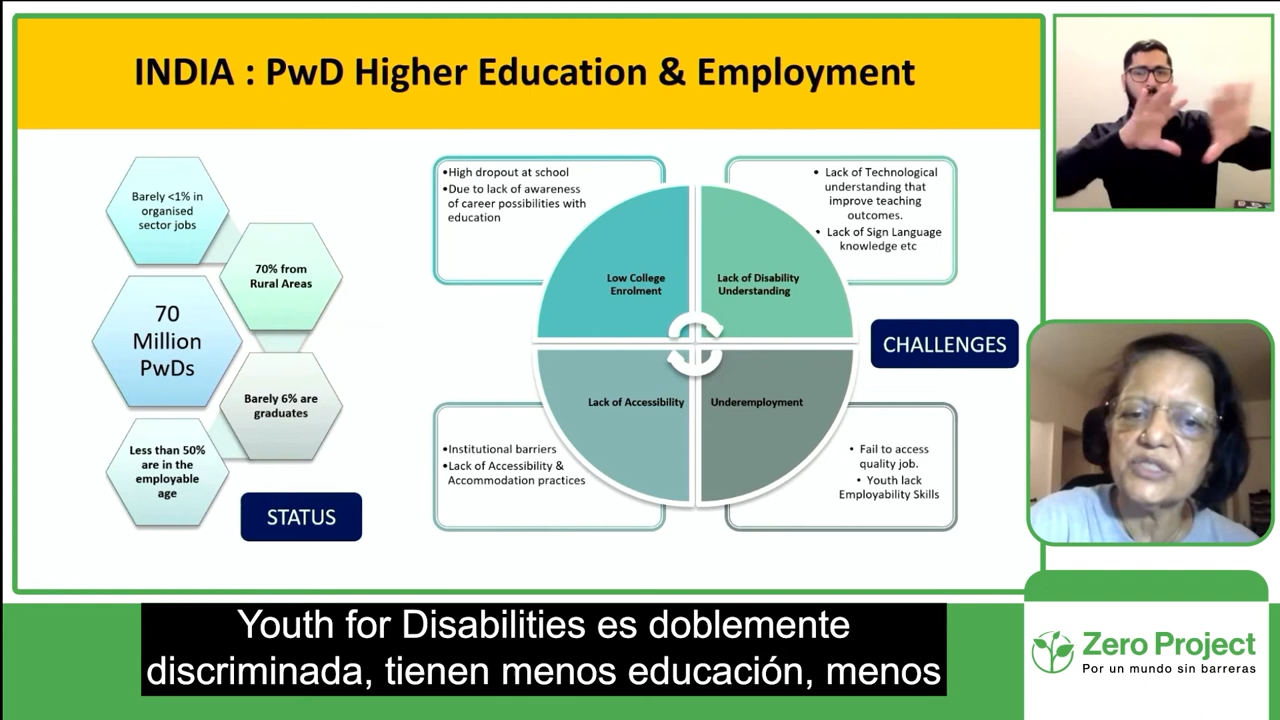 INDIA : PwD Higher Education & Employment
Barely <1% in
organised
sector jobs
70% from
Rural Areas
70
Million
PwDs
Barely 6% are
graduates
Less than 50%
are in the
employable
age
STATUS
•High dropout at school
•Due to lack of awareness
of career possibilities with
education
• Lack of Technological
understanding that
improve teaching
outcomes.
• Lack of Sign Language
knowledge etc
Low College
Enrolment
Lack of Disability
Understanding
CHALLENGES
Lack of Accessibility
Underemployment
•Institutional barriers
•Lack of Accessibility &
Accommodation practices
• Fail to access
quality job.
• Youth lack
Employability Skills
Youth for Disabilities es doblemente
discriminada, tienen menos educación, menos
Zero Project
Por un mundo sin barreras